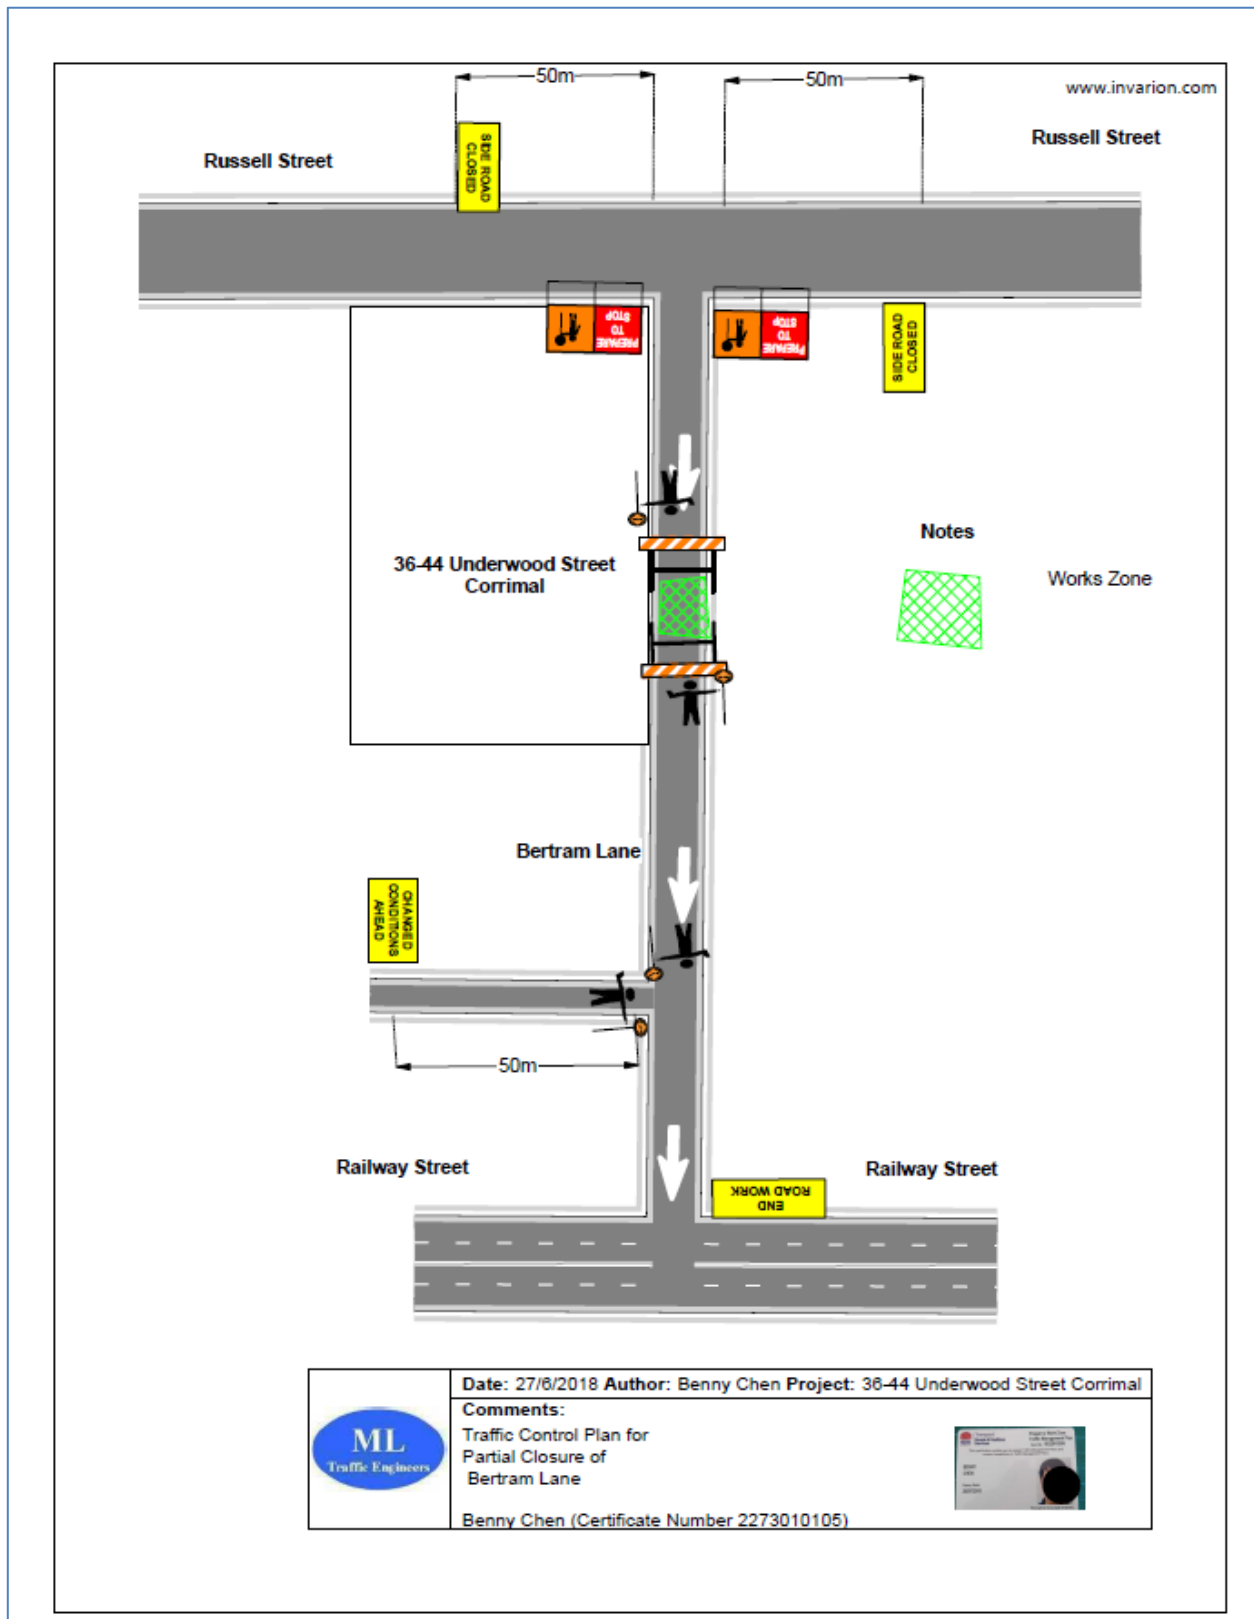 50m
50m
www.invarion.com
Russell Street
Russell Street
SIDE ROAD
CLOSED
PREPARE
TO
STOP
PREPARE
TO
STOP
SIDE ROAD
CLOSED
36-44 Underwood Street
Corrimal
Notes
Works Zone
Bertram Lane
CHANGED
CONDITIONS
AHEAD
50m
Railway Street
Railway Street
END
ROAD WORK
Date: 27/6/2018 Author: Benny Chen Project: 36-44 Underwood Street Corrimal
Comments:
Traffic Control Plan for
Partial Closure of
Bertram Lane
ML
Traffic Engineers
Benny Chen (Certificate Number 2273010105)